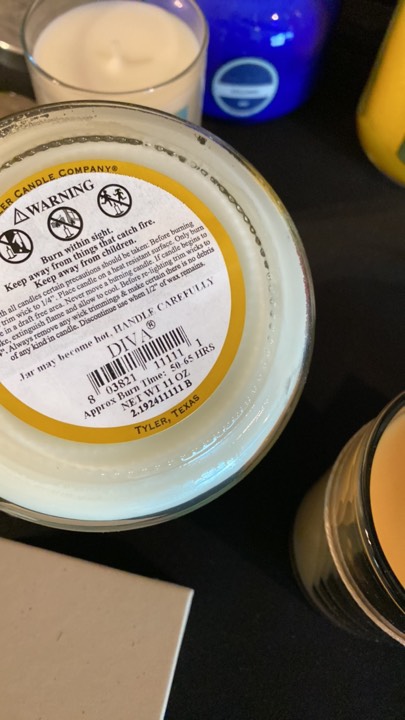 ER CANDLE COMPANY®
WARNING
Burn within sight.
Keep away from things that catch fire.
Keep away from children.
th all candles certain precautions should be taken: Before burning
trim wick to 1/4". Place candle on a heat resistant surface. Only burn
e in a draft free area. Never move a burning candle. If candle begins to
ke, extinguish flame and allow to cool. Before re-lighting trim wicks to
". Always remove any wick trimmings & make certain there is no debris
of any kind in candle. Discontinue use when 1/2" of wax remains.
Jar may become hot, HANDLE CAREFULLY
DIVA®
8 03821 11111 1
Approx Burn Time: 50-65 HRS
NET WT 11 OZ
2.192411111 B
TYLER, TEXAS